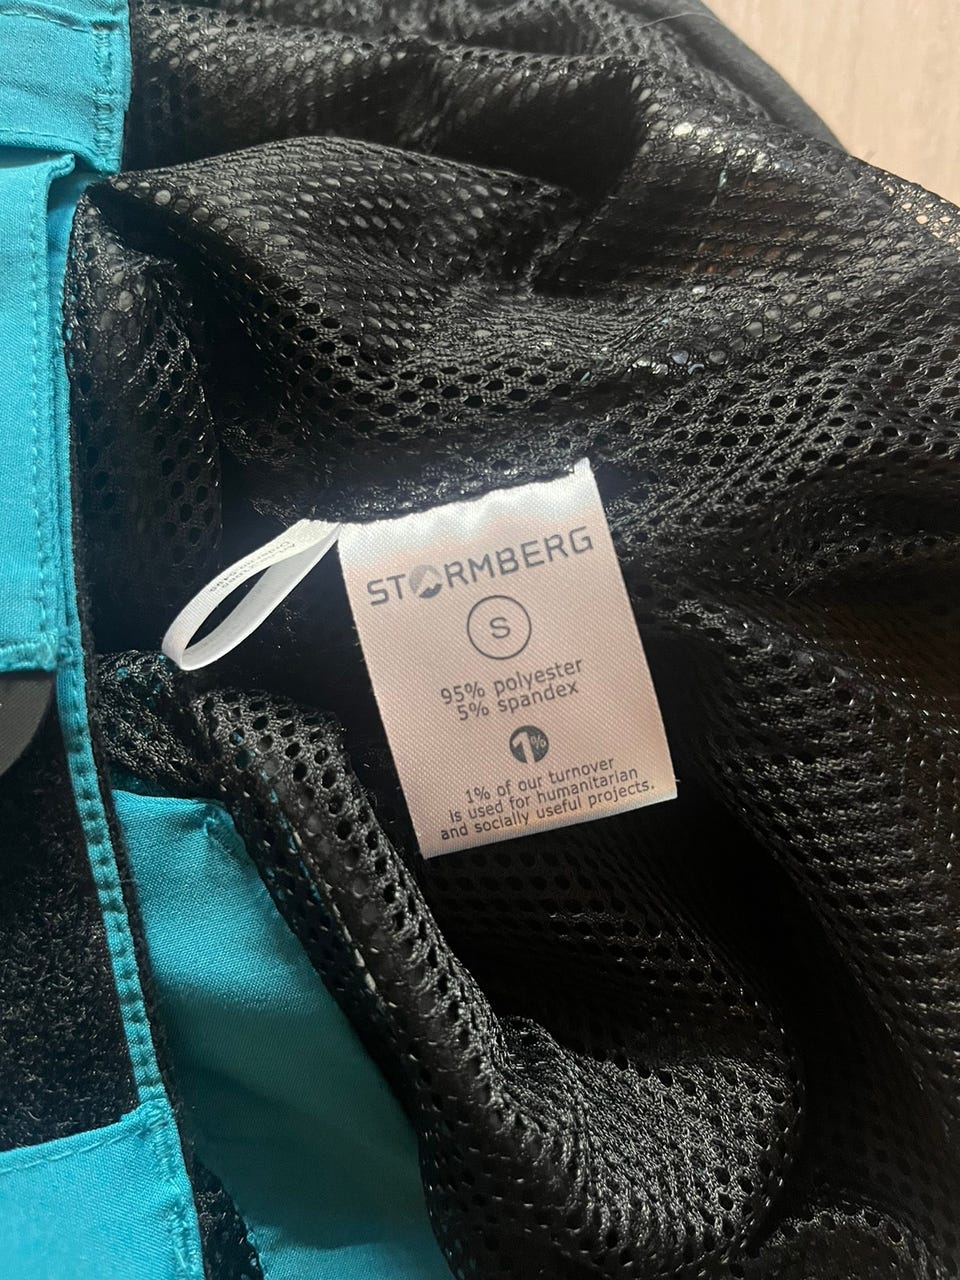 STORMBERG
S
95% polyester
5% spandex
1%
1% of our turnover
is used for humanitarian
and socially useful projects.